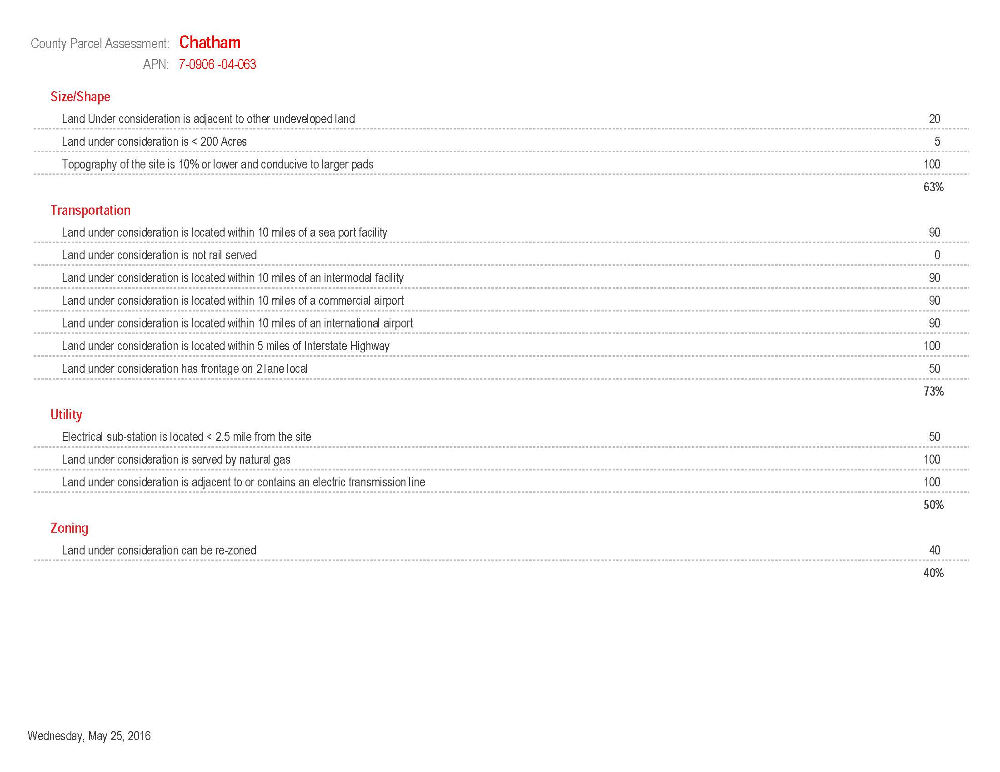 County Parcel Assessment: Chatham
APN: 7-0906 -04-063
Size/Shape
Land Under consideration is adjacent to other undeveloped land 20
Land under consideration is < 200 Acres 5
Topography of the site is 10% or lower and conducive to larger pads 100
63%
Transportation
Land under consideration is located within 10 miles of a sea port facility 90
Land under consideration is not rail served 0
Land under consideration is located within 10 miles of an intermodal facility 90
Land under consideration is located within 10 miles of a commercial airport 90
Land under consideration is located within 10 miles of an international airport 90
Land under consideration is located within 5 miles of Interstate Highway 100
Land under consideration has frontage on 2 lane local 50
73%
Utility
Electrical sub-station is located < 2.5 mile from the site 50
Land under consideration is served by natural gas 100
Land under consideration is adjacent to or contains an electric transmission line 100
50%
Zoning
Land under consideration can be re-zoned 40
40%
Wednesday, May 25, 2016